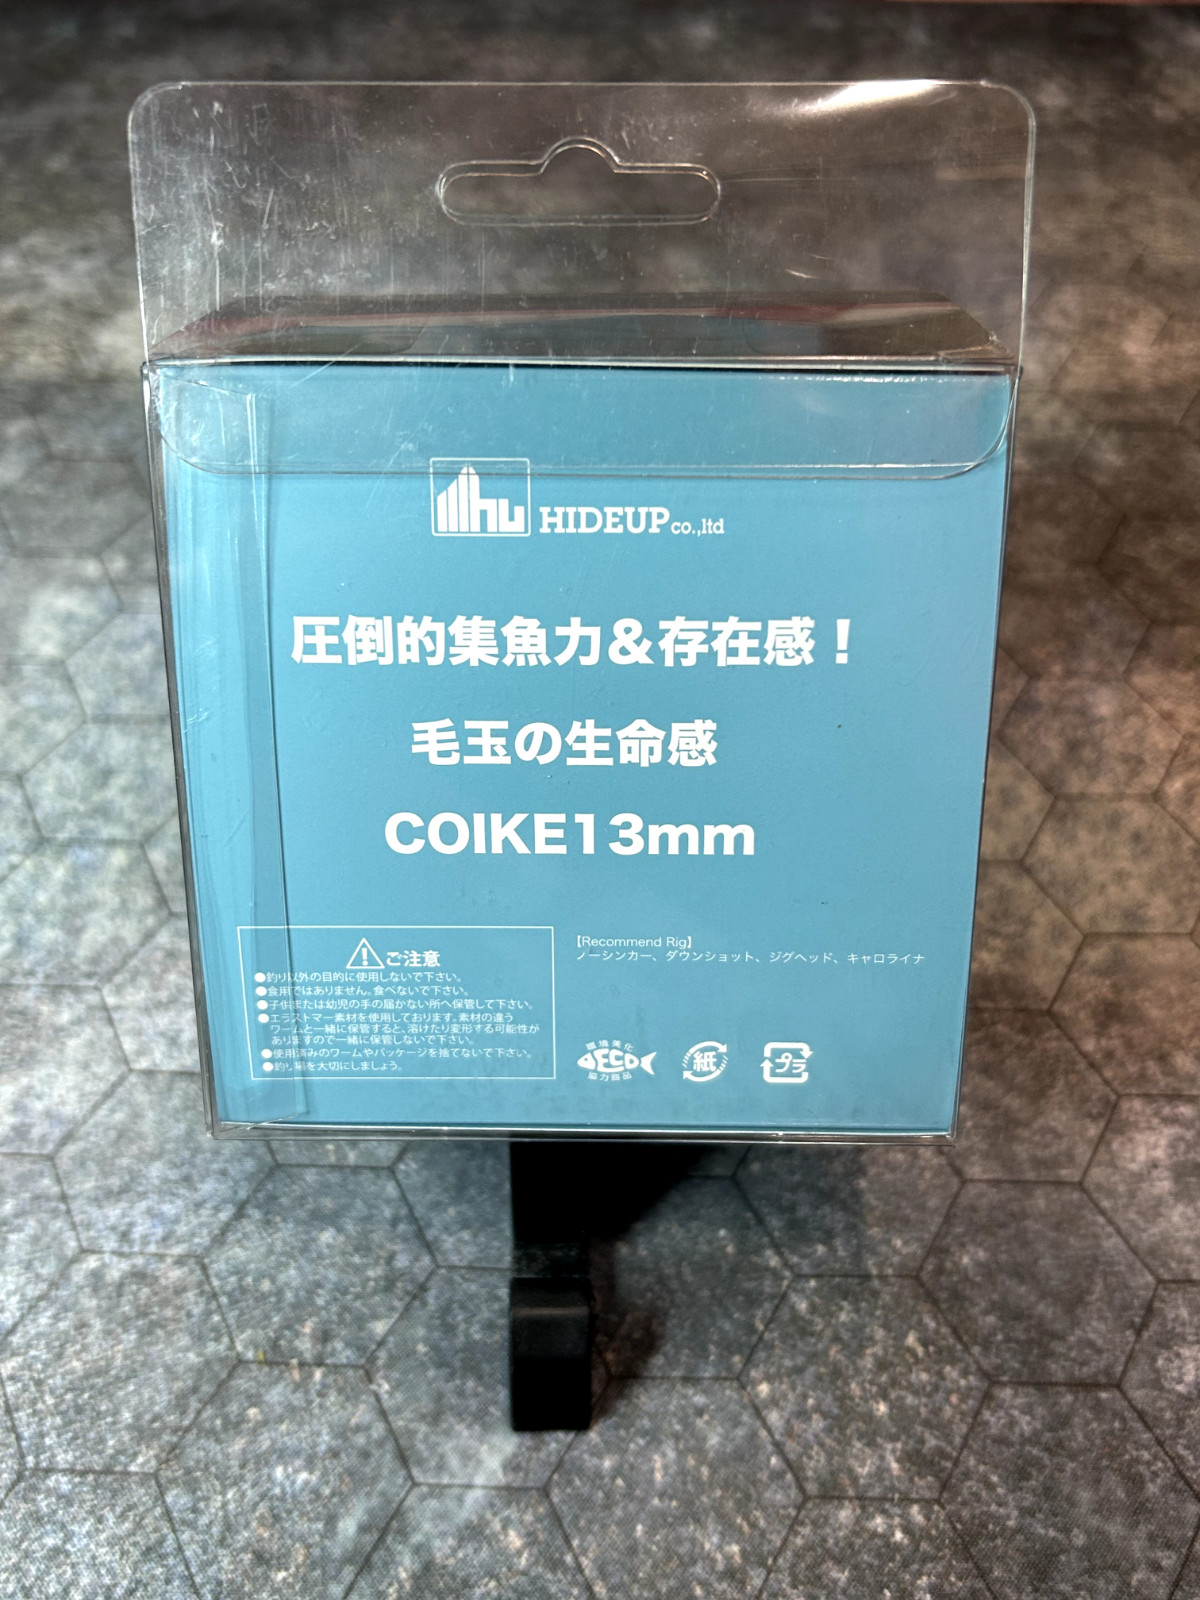 hu HIDEUP co.,ltd
圧倒的集魚力&存在感!
毛玉の生命感
COIKE13mm
ご注意
●釣り以外の目的に使用しないで下さい。
●食用ではありません。食べないで下さい。
●子供または幼児の手の届かない所へ保管して下さい。
●エラストマー素材を使用しております。素材の違う
ワームと一緒に保管すると、溶けたり変形する可能性が
ありますので一緒に保管しないで下さい。
●使用済みのワームやパッケージを捨てないで下さい。
●釣り場を大切にしましょう。
【Recommend Rig】
ノーシンカー、ダウンショット、ジグヘッド、キャロライナ
環境美化
ECO
協力商品
紙
プラ